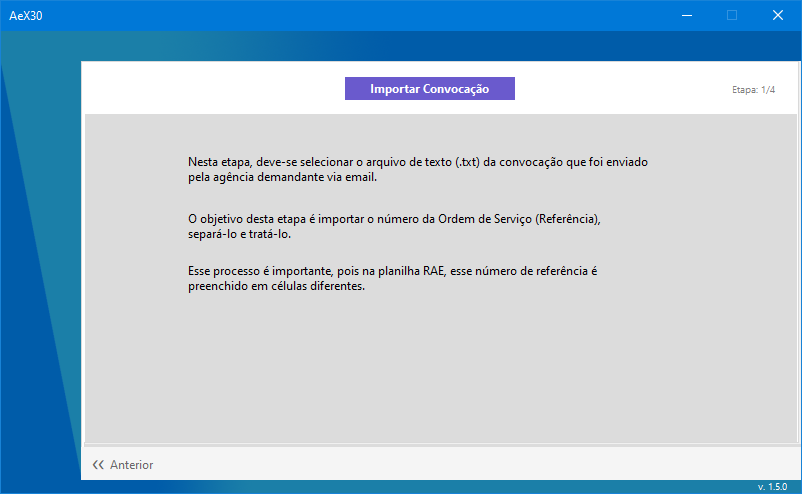 AeX30
Importar Convocação
Etapa: 1/4
Nesta etapa, deve-se selecionar o arquivo de texto (.txt) da convocação que foi enviado
pela agência demandante via email.
O objetivo desta etapa é importar o número da Ordem de Serviço (Referência),
separá-lo e tratá-lo.
Esse processo é importante, pois na planilha RAE, esse número de referência é
preenchido em células diferentes.
Anterior
v. 1.5.0